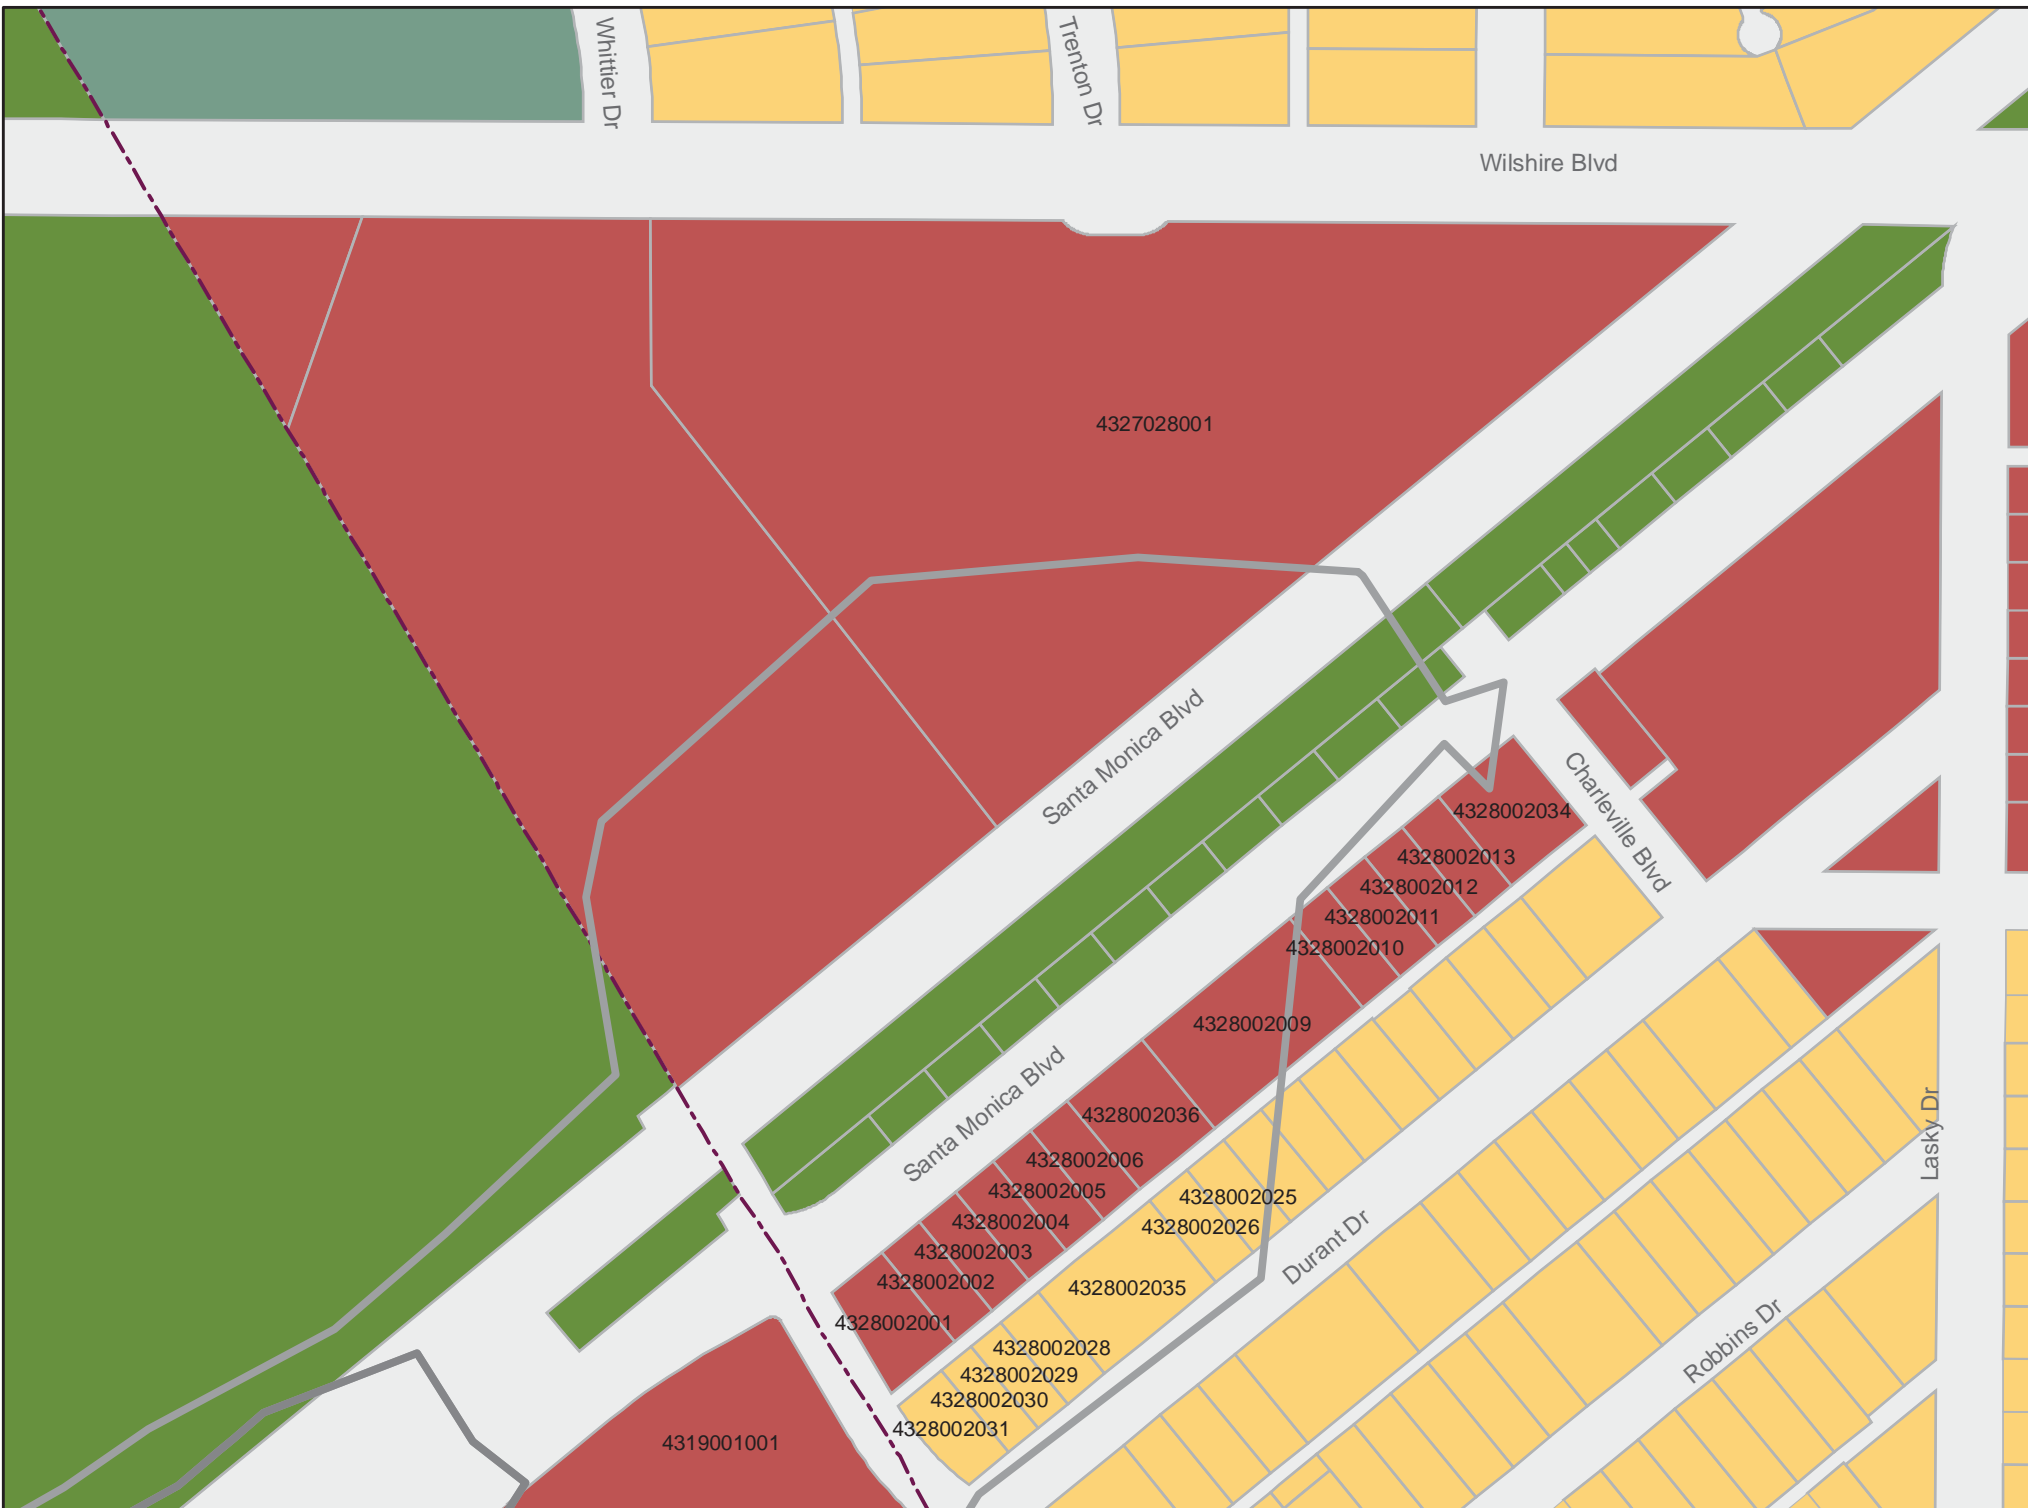 Whittier Dr
Trenton Dr
Wilshire Blvd
4327028001
Santa Monica Blvd
Charleville Blvd
4328002034
4328002013
4328002012
4328002011
4328002010
4328002009
Santa Monica Blvd
4328002036
4328002006
4328002005
4328002004
4328002003
4328002002
4328002001
4328002025
4328002026
4328002035
4328002028
4328002029
4328002030
4328002031
4319001001
Durant Dr
Robbins Dr
Lasky Dr